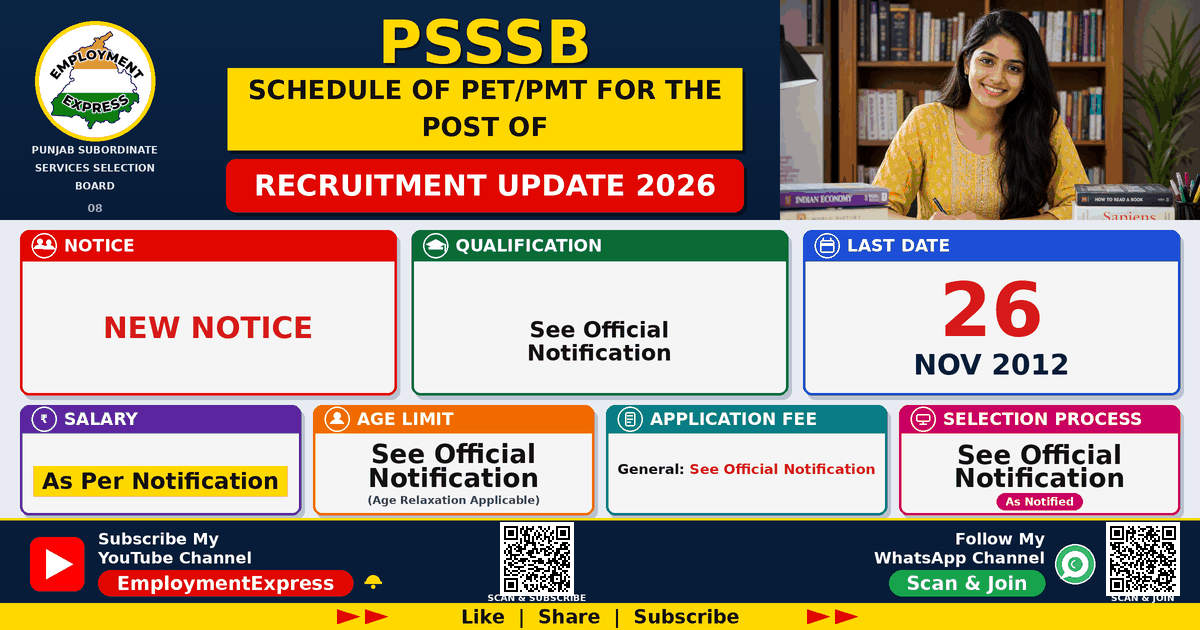 EMPLOYMENT
EXPRESS
PUNJAB SUBORDINATE
SERVICES SELECTION
BOARD
08
PSSSB
SCHEDULE OF PET/PMT FOR THE
POST OF
RECRUITMENT UPDATE 2026
INDIAN ECONOMY
WORLD HISTORY
HOW TO READ A BOOK
Sapiens
NOTICE
NEW NOTICE
QUALIFICATION
See Official
Notification
LAST DATE
26
NOV 2012
₹ SALARY
As Per Notification
AGE LIMIT
See Official
Notification
(Age Relaxation Applicable)
APPLICATION FEE
General: See Official Notification
SELECTION PROCESS
See Official
Notification
As Notified
Subscribe My
YouTube Channel
EmploymentExpress
SCAN & SUBSCRIBE
Follow My
WhatsApp Channel
Scan & Join
SCAN & JOIN
Like | Share | Subscribe